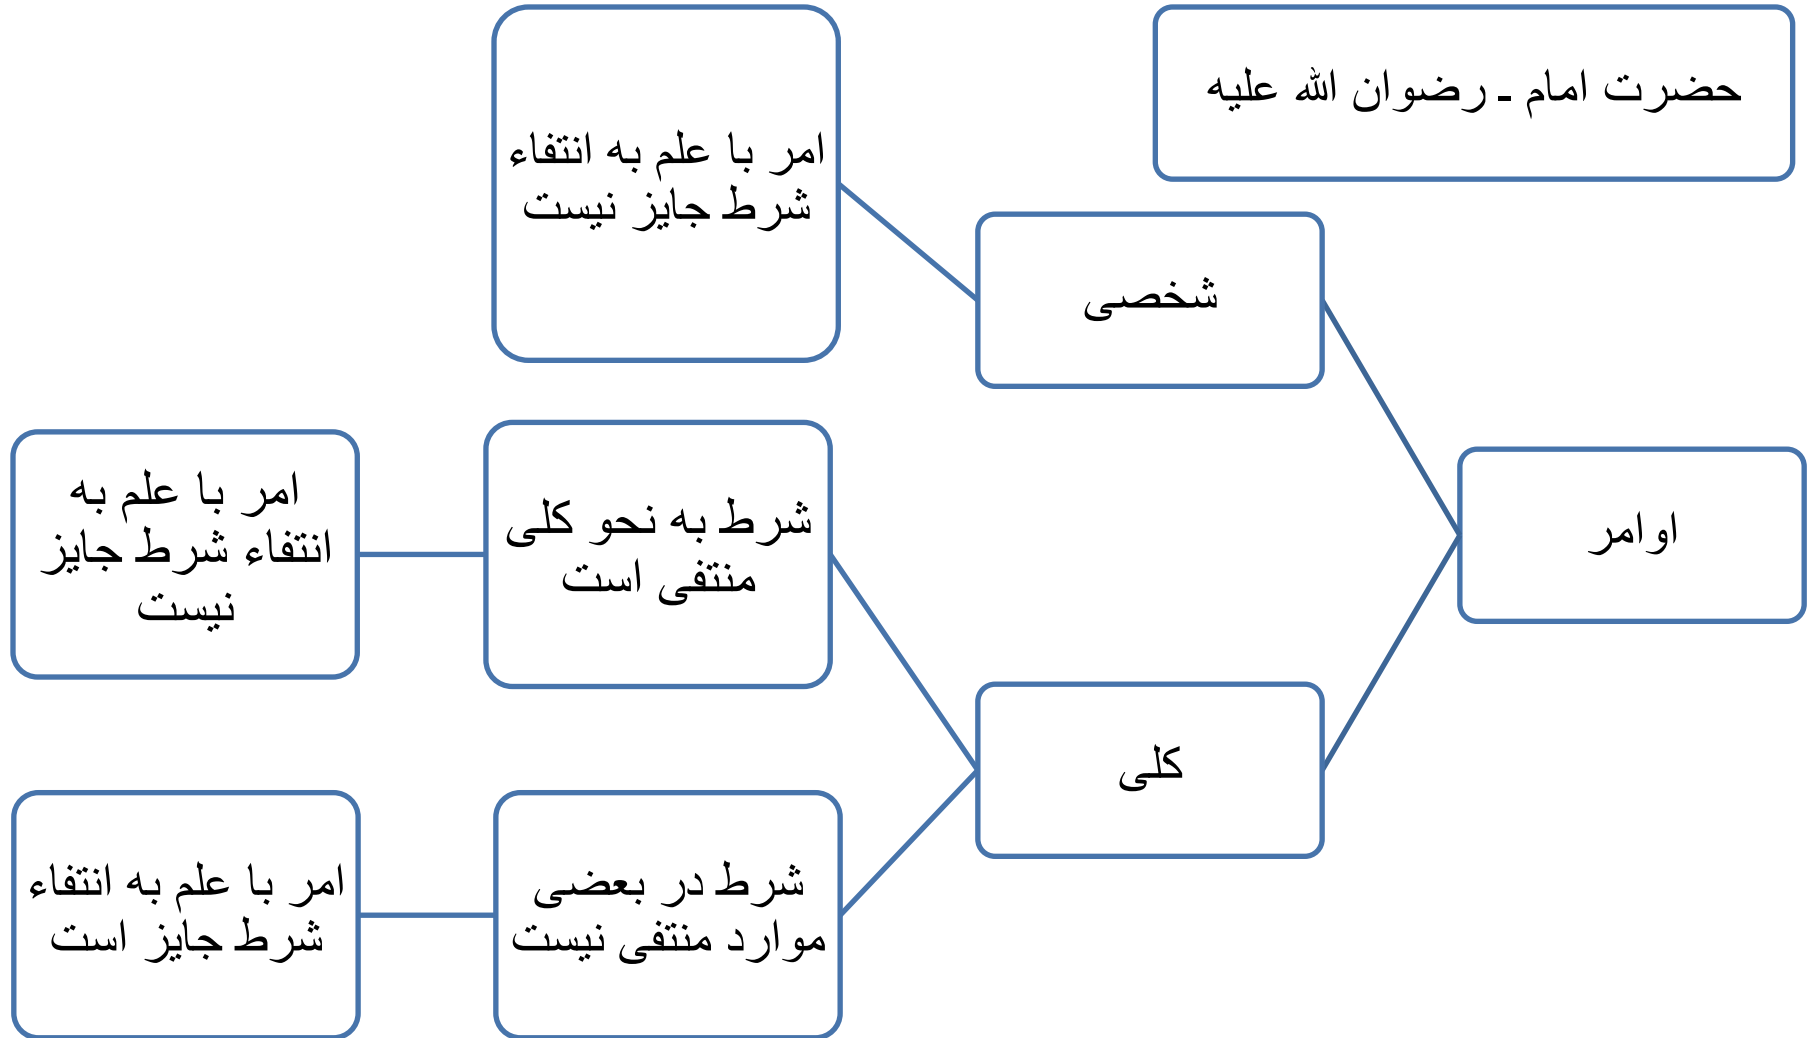 حضرت امام ـ رضوان الله علیه
اوامر
شخصی
امر با علم به انتفاء
شرط جایز نیست
کلی
شرط به نحو کلی
منتفی است
امر با علم به
انتفاء شرط جایز
نیست
شرط در بعضی
موارد منتفی نیست
امر با علم به انتفاء
شرط جایز است